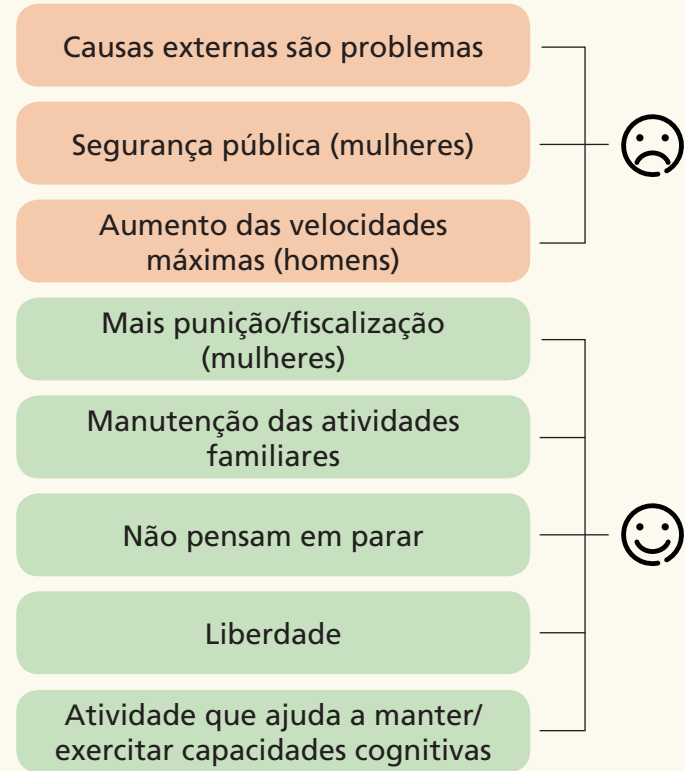 Causas externas são problemas
Segurança pública (mulheres)
Aumento das velocidades
máximas (homens)
Mais punição/fiscalização
(mulheres)
Manutenção das atividades
familiares
Não pensam em parar
Liberdade
Atividade que ajuda a manter/
exercitar capacidades cognitivas